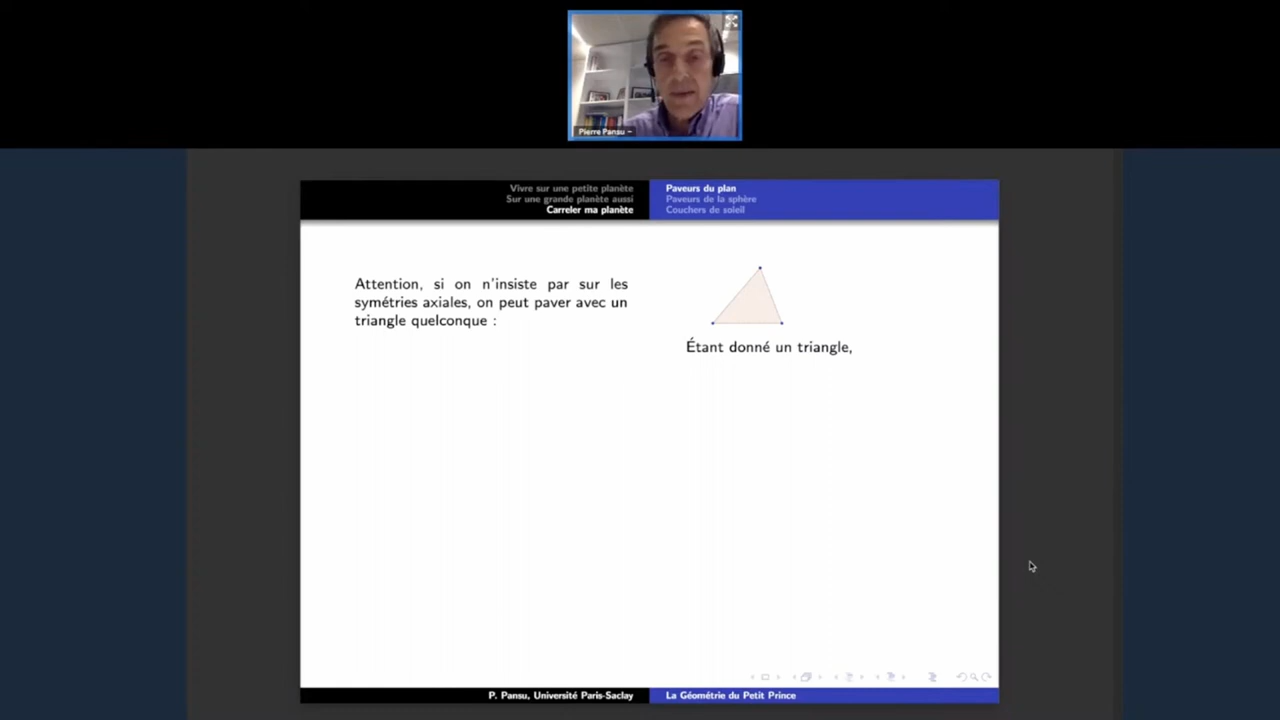 Pierre Pansu
Vivre sur une petite planète
Sur une grande planète aussi
Carreler ma planète
Paveurs du plan
Paveurs de la sphère
Couchers de soleil
Attention, si on n'insiste par sur les
symétries axiales, on peut paver avec un
triangle quelconque :
Étant donné un triangle,
P. Pansu, Université Paris-Saclay
La Géométrie du Petit Prince